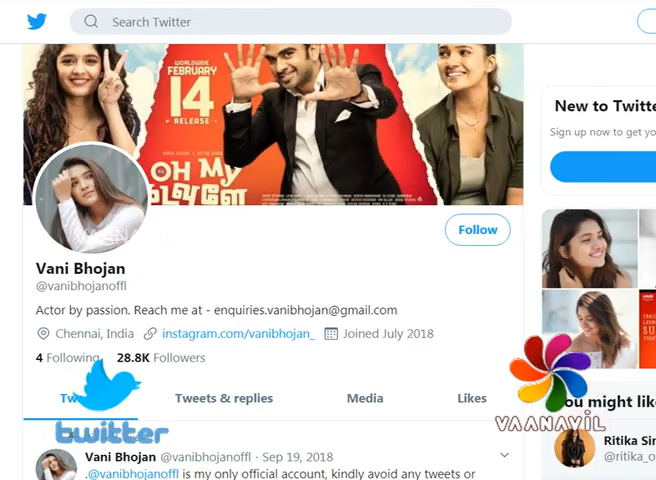 Search Twitter
WORLDWIDE
FEBRUARY
14
RELEASE
OH MY
கடவுளே
Follow
New to Twitte
Sign up now to get yo
Vani Bhojan
@vanibhojanoffl
Actor by passion. Reach me at - enquiries.vanibhojan@gmail.com
Chennai, India instagram.com/vanibhojan_ Joined July 2018
4 Following 28.8K Followers
Tw
Tweets & replies
Media
Likes
twitter
VAANAVIL
ou might like
Vani Bhojan @vanibhojanoffl · Sep 19, 2018
.@vanibhojanoffl is my only official account, kindly avoid any tweets or
Ritika Sin
@ritika_o